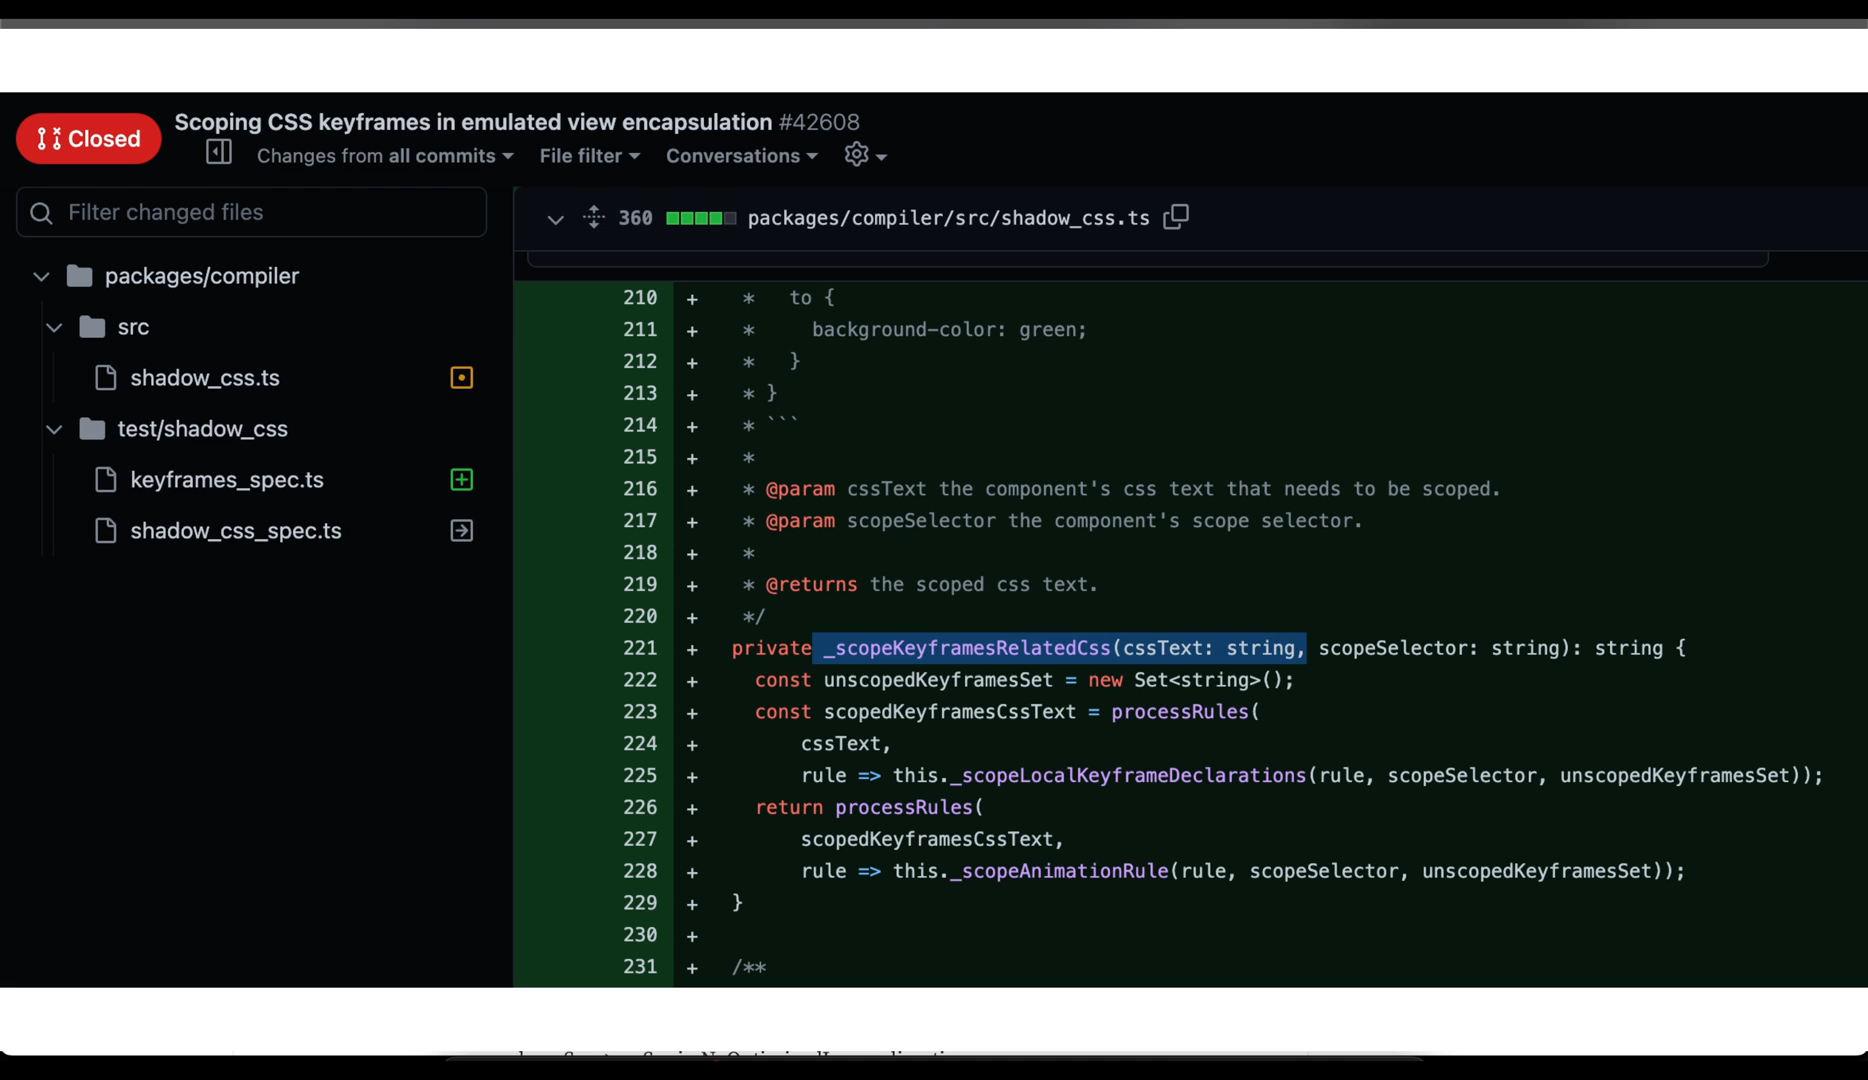 Closed
Scoping CSS keyframes in emulated view encapsulation #42608
Changes from all commits File filter Conversations
Filter changed files
packages/compiler
src
shadow_css.ts
test/shadow_css
keyframes_spec.ts
shadow_css_spec.ts
360 packages/compiler/src/shadow_css.ts
210 + * to {
211 + * background-color: green;
212 + * }
213 + * }
214 + * ```
215 + *
216 + * @param cssText the component's css text that needs to be scoped.
217 + * @param scopeSelector the component's scope selector.
218 + *
219 + * @returns the scoped css text.
220 + */
221 + private _scopeKeyframesRelatedCss(cssText: string, scopeSelector: string): string {
222 + const unscopedKeyframesSet = new Set<string>();
223 + const scopedKeyframesCssText = processRules(
224 + cssText,
225 + rule => this._scopeLocalKeyframeDeclarations(rule, scopeSelector, unscopedKeyframesSet));
226 + return processRules(
227 + scopedKeyframesCssText,
228 + rule => this._scopeAnimationRule(rule, scopeSelector, unscopedKeyframesSet));
229 + }
230 +
231 + /**